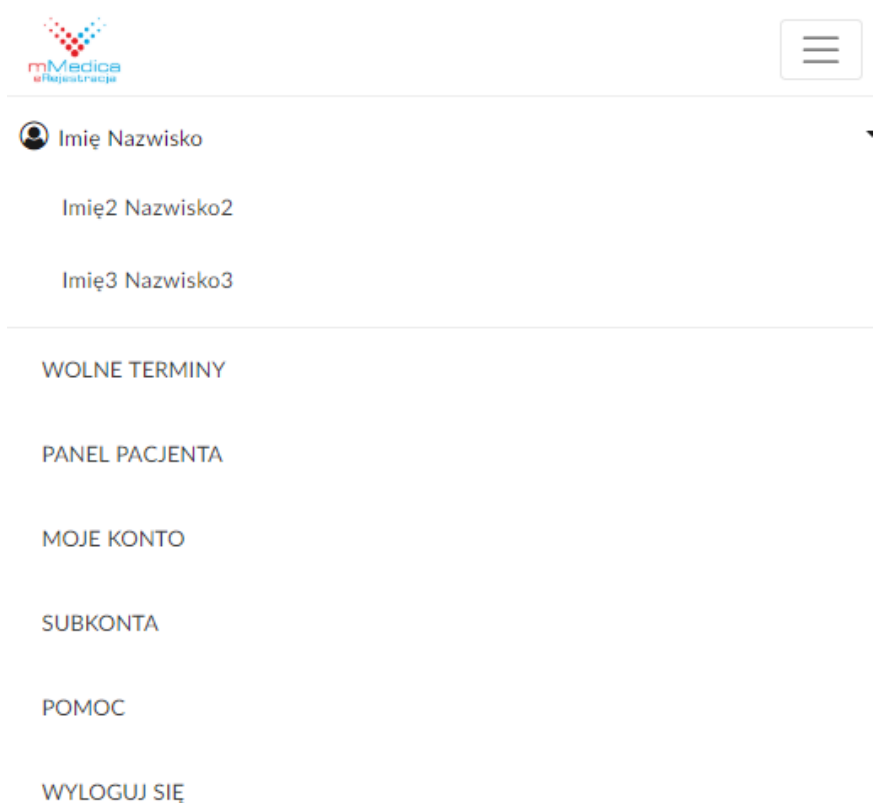 mMedica
eRejestracja
Imię Nazwisko
Imię2 Nazwisko2
Imię3 Nazwisko3
WOLNE TERMINY
PANEL PACJENTA
MOJE KONTO
SUBKONTA
POMOC
WYLOGUJ SIĘ